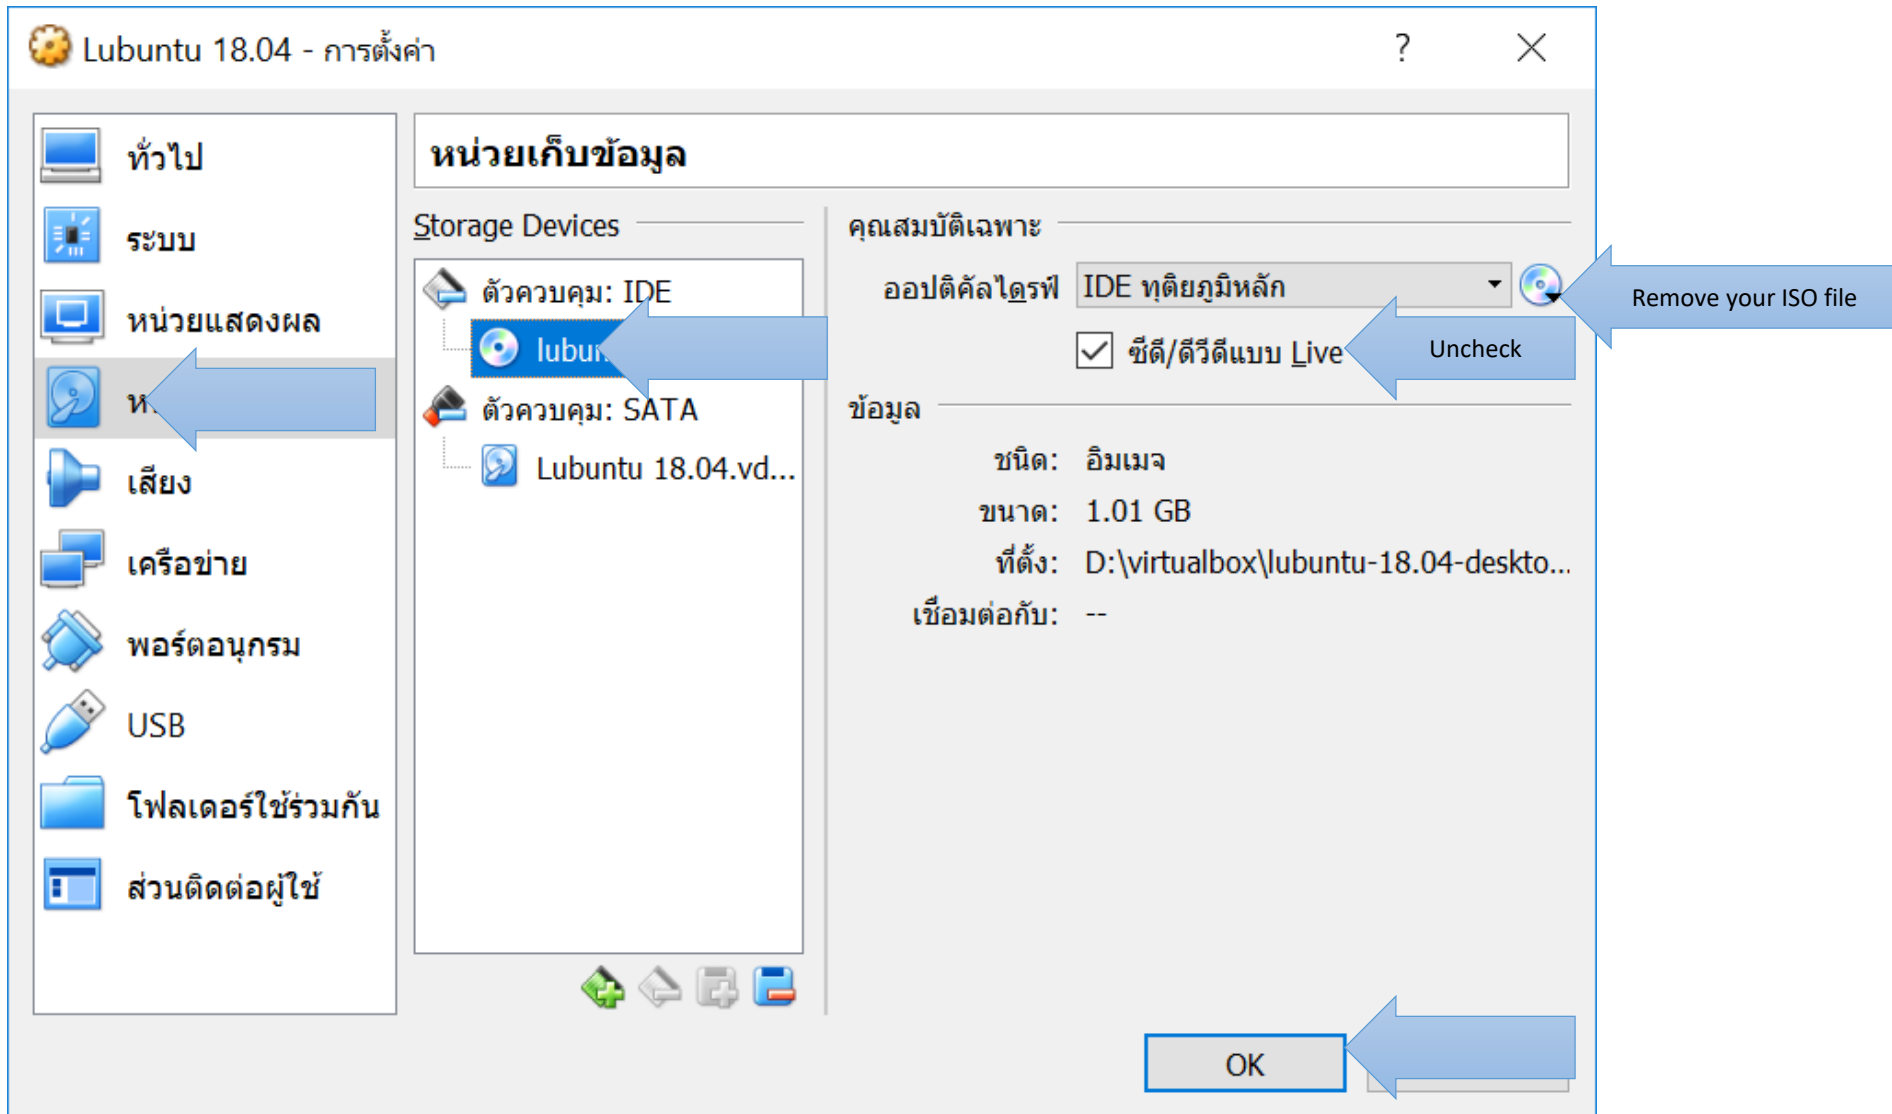 Lubuntu 18.04 - การตั้งค่า
ทั่วไป
ระบบ
หน่วยแสดงผล
เสียง
เครือข่าย
พอร์ตอนุกรม
USB
โฟลเดอร์ใช้ร่วมกัน
ส่วนติดต่อผู้ใช้
หน่วยเก็บข้อมูล
Storage Devices
ตัวควบคุม: IDE
ตัวควบคุม: SATA
Lubuntu 18.04.vd...
คุณสมบัติเฉพาะ
ออปติคัลไดรฟ์ IDE ทุติยภูมิหลัก
Remove your ISO file
ซีดี/ดีวีดีแบบ Live
Uncheck
ข้อมูล
ชนิด: อิมเมจ
ขนาด: 1.01 GB
ที่ตั้ง: D:\virtualbox\lubuntu-18.04-deskto...
เชื่อมต่อกับ: --
OK